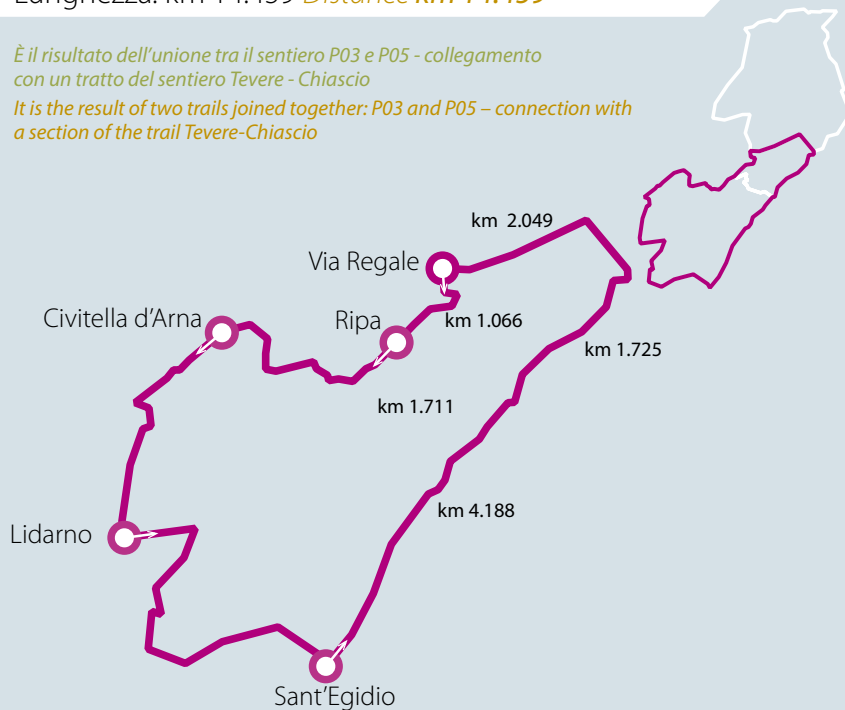 È il risultato dell'unione tra il sentiero P03 e P05 - collegamento
con un tratto del sentiero Tevere - Chiascio
It is the result of two trails joined together: P03 and P05 – connection with
a section of the trail Tevere-Chiascio
km 2.049
Via Regale
Civitella d'Arna
Ripa
km 1.066
km 1.725
km 1.711
km 4.188
Lidarno
Sant'Egidio